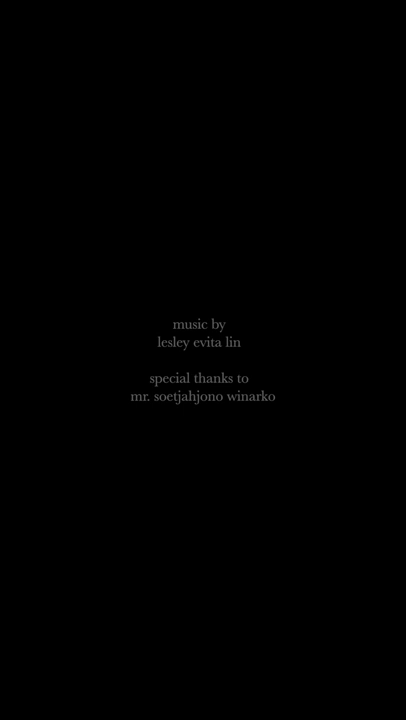 music by
lesley evita lin
special thanks to
mr. soetjahjono winarko